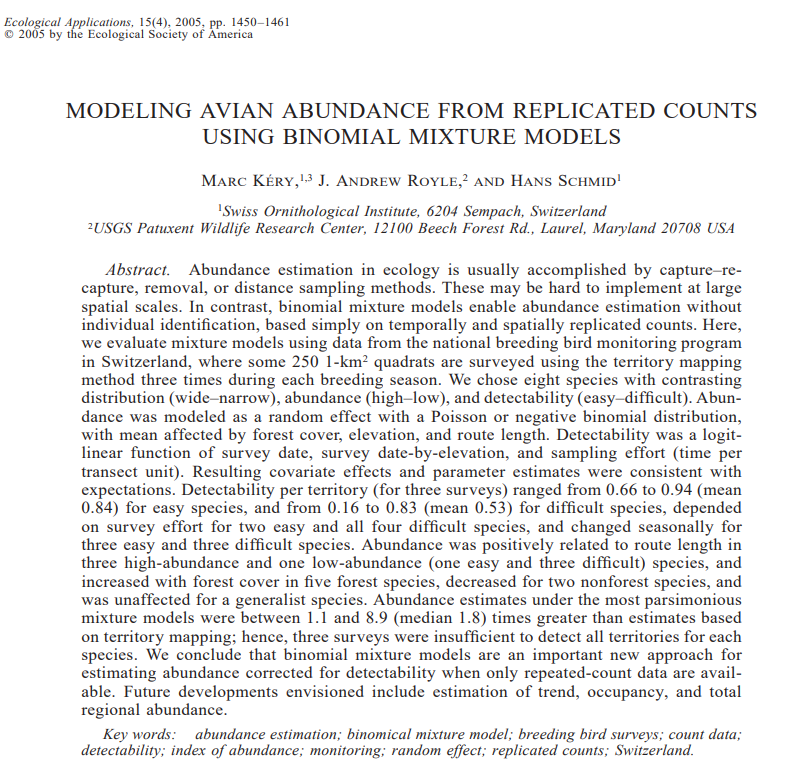 Ecological Applications, 15(4), 2005, pp. 1450–1461
© 2005 by the Ecological Society of America
MODELING AVIAN ABUNDANCE FROM REPLICATED COUNTS
USING BINOMIAL MIXTURE MODELS
MARC KÉRY,1,3 J. ANDREW ROYLE,2 AND HANS SCHMID1
1Swiss Ornithological Institute, 6204 Sempach, Switzerland
2USGS Patuxent Wildlife Research Center, 12100 Beech Forest Rd., Laurel, Maryland 20708 USA
Abstract. Abundance estimation in ecology is usually accomplished by capture–re-
capture, removal, or distance sampling methods. These may be hard to implement at large
spatial scales. In contrast, binomial mixture models enable abundance estimation without
individual identification, based simply on temporally and spatially replicated counts. Here,
we evaluate mixture models using data from the national breeding bird monitoring program
in Switzerland, where some 250 1-km² quadrats are surveyed using the territory mapping
method three times during each breeding season. We chose eight species with contrasting
distribution (wide–narrow), abundance (high–low), and detectability (easy–difficult). Abun-
dance was modeled as a random effect with a Poisson or negative binomial distribution,
with mean affected by forest cover, elevation, and route length. Detectability was a logit-
linear function of survey date, survey date-by-elevation, and sampling effort (time per
transect unit). Resulting covariate effects and parameter estimates were consistent with
expectations. Detectability per territory (for three surveys) ranged from 0.66 to 0.94 (mean
0.84) for easy species, and from 0.16 to 0.83 (mean 0.53) for difficult species, depended
on survey effort for two easy and all four difficult species, and changed seasonally for
three easy and three difficult species. Abundance was positively related to route length in
three high-abundance and one low-abundance (one easy and three difficult) species, and
increased with forest cover in five forest species, decreased for two nonforest species, and
was unaffected for a generalist species. Abundance estimates under the most parsimonious
mixture models were between 1.1 and 8.9 (median 1.8) times greater than estimates based
on territory mapping; hence, three surveys were insufficient to detect all territories for each
species. We conclude that binomial mixture models are an important new approach for
estimating abundance corrected for detectability when only repeated-count data are avail-
able. Future developments envisioned include estimation of trend, occupancy, and total
regional abundance.
Key words: abundance estimation; binomical mixture model; breeding bird surveys; count data;
detectability; index of abundance; monitoring; random effect; replicated counts; Switzerland.